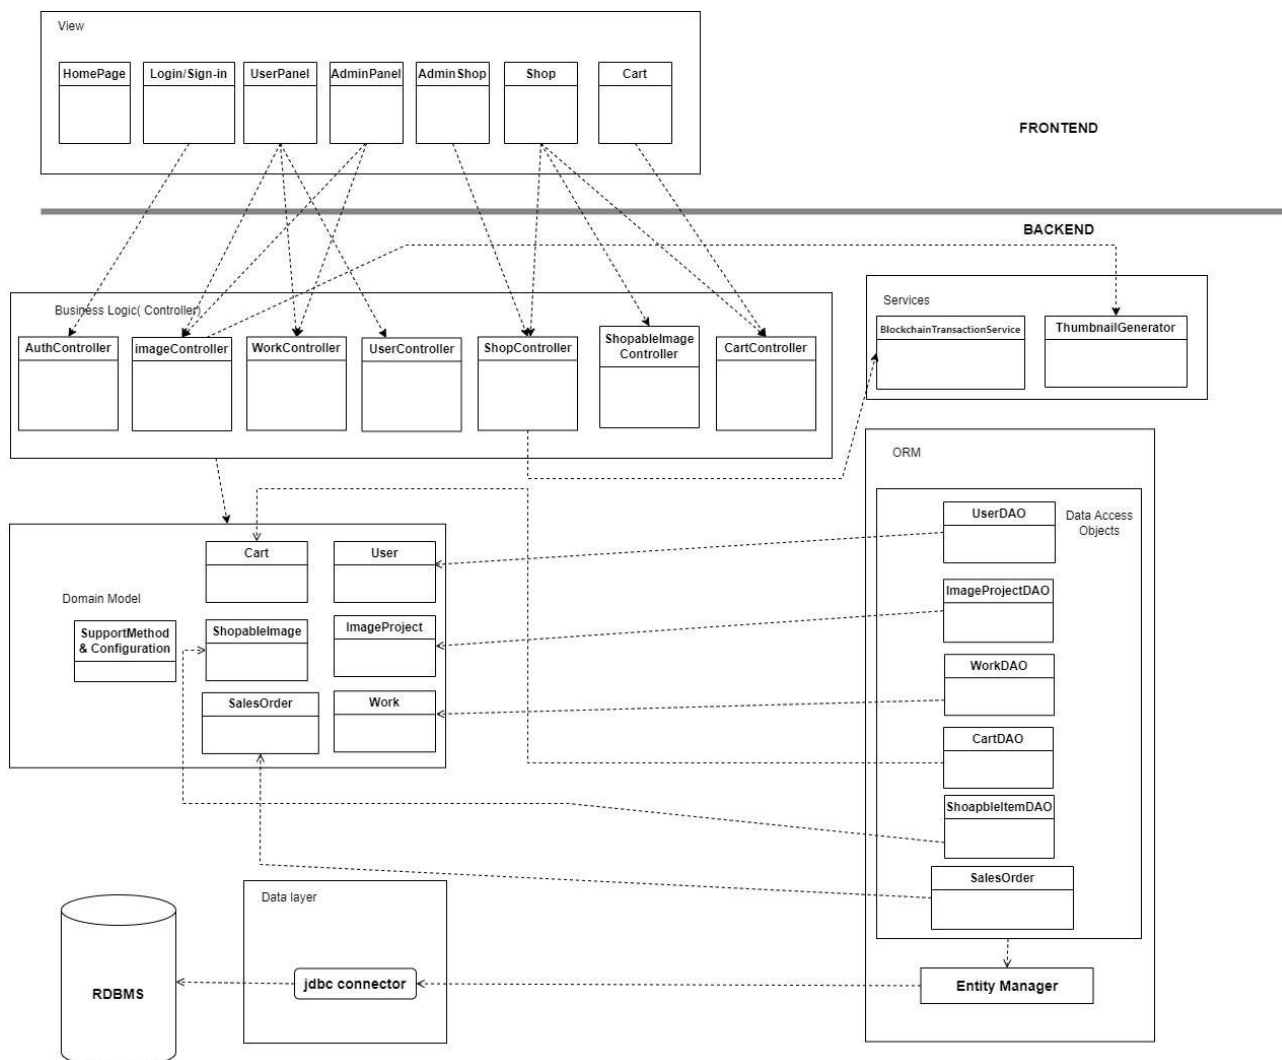 View
HomePage
Login/Sign-in
UserPanel
AdminPanel
AdminShop
Shop
Cart
FRONTEND
BACKEND
Business Logic( Controller)
AuthController
imageController
WorkController
UserController
ShopController
ShopableImage
Controller
CartController
Services
BlockchainTransactionService
ThumbnailGenerator
ORM
Data Access
Objects
UserDAO
ImageProjectDAO
WorkDAO
CartDAO
ShoapbleItemDAO
SalesOrder
Entity Manager
Domain Model
SupportMethod
& Configuration
Cart
User
ShopableImage
ImageProject
SalesOrder
Work
Data layer
jdbc connector
RDBMS